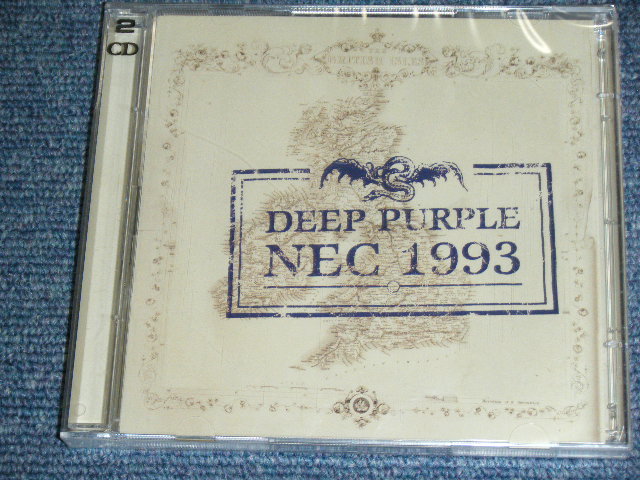 2
CD
BRITISH ISLES
DEEP PURPLE
NEC 1993